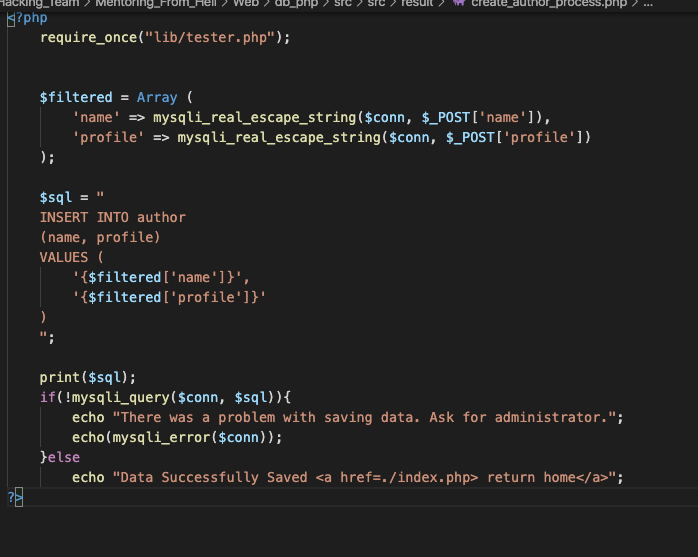 Hacking_Team > Mentoring_From_Hell > Web > db_php > src > src > result > create_author_process.php > ...
<?php
require_once("lib/tester.php");
$filtered = Array (
'name' => mysqli_real_escape_string($conn, $_POST['name']),
'profile' => mysqli_real_escape_string($conn, $_POST['profile'])
);
$sql = "
INSERT INTO author
(name, profile)
VALUES (
'{$filtered['name']}',
'{$filtered['profile']}'
)
";
print($sql);
if(!mysqli_query($conn, $sql)){
echo "There was a problem with saving data. Ask for administrator.";
echo(mysqli_error($conn));
}else
echo "Data Successfully Saved <a href=./index.php> return home</a>";
?>